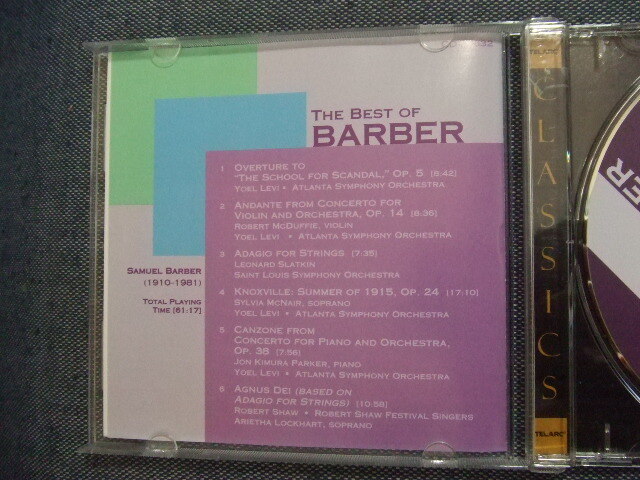 THE BEST OF
BARBER
1 OVERTURE TO
"THE SCHOOL FOR SCANDAL," OP. 5 [8:42]
YOEL LEVI • ATLANTA SYMPHONY ORCHESTRA
2 ANDANTE FROM CONCERTO FOR
VIOLIN AND ORCHESTRA, OP. 14 [8:36]
ROBERT MCDUFFIE, VIOLIN
YOEL LEVI • ATLANTA SYMPHONY ORCHESTRA
3 ADAGIO FOR STRINGS [7:35]
LEONARD SLATKIN
SAINT LOUIS SYMPHONY ORCHESTRA
4 KNOXVILLE: SUMMER OF 1915, OP. 24 [17:10]
SYLVIA MCNAIR, SOPRANO
YOEL LEVI • ATLANTA SYMPHONY ORCHESTRA
5 CANZONE FROM
CONCERTO FOR PIANO AND ORCHESTRA,
OP. 38 [7:56]
JON KIMURA PARKER, PIANO
YOEL LEVI • ATLANTA SYMPHONY ORCHESTRA
6 AGNUS DEI (BASED ON
ADAGIO FOR STRINGS) [10:58]
ROBERT SHAW • ROBERT SHAW FESTIVAL SINGERS
ARIETHA LOCKHART, SOPRANO
SAMUEL BARBER
(1910-1981)
TOTAL PLAYING
TIME [61:17]
TELARC
CLASSICS
TELARC